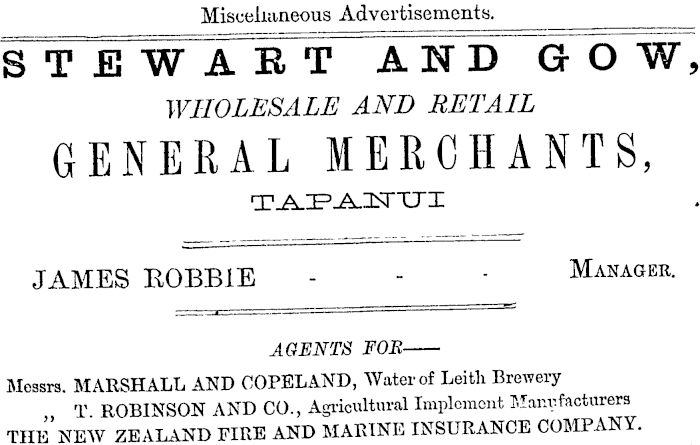 Miscellaneous Advertisements.
STEWART AND GOW,
WHOLESALE AND RETAIL
GENERAL MERCHANTS,
TAPANUI
JAMES ROBBIE - - - MANAGER.
AGENTS FOR——
Messrs. MARSHALL AND COPELAND, Water of Leith Brewery
,, T. ROBINSON AND CO., Agricultural Implement Manufacturers
THE NEW ZEALAND FIRE AND MARINE INSURANCE COMPANY.